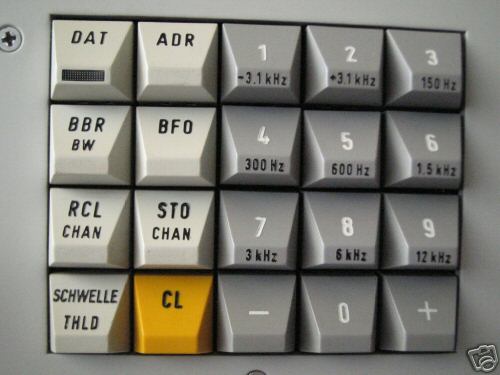 DAT ADR 1 2 3
-3.1 kHz +3.1 kHz 150 Hz
BBR BFO 4 5 6
BW 300 Hz 600 Hz 1.5 kHz
RCL STO 7 8 9
CHAN CHAN 3 kHz 6 kHz 12 kHz
SCHWELLE CL - 0 +
THLD